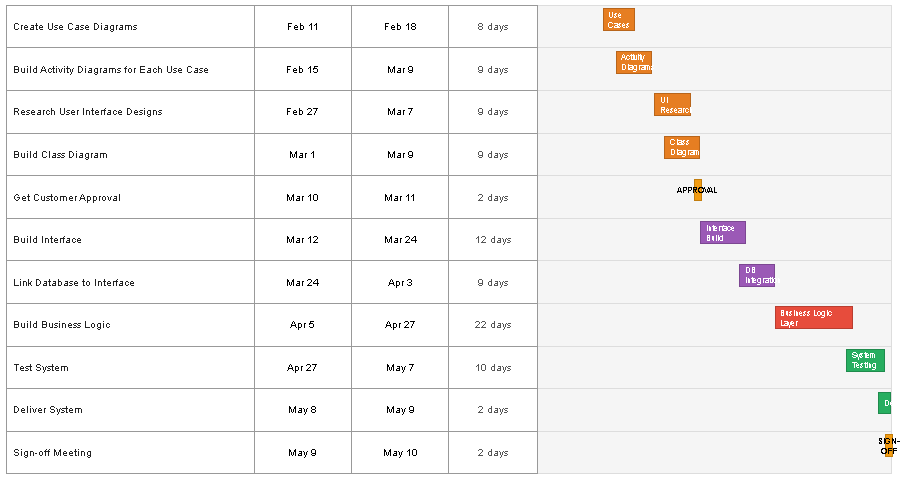 Create Use Case Diagrams Feb 11 Feb 18 8 days Use
Cases
Build Activity Diagrams for Each Use Case Feb 15 Mar 9 9 days Activity
Diagram
Research User Interface Designs Feb 27 Mar 7 9 days UI
Research
Build Class Diagram Mar 1 Mar 9 9 days Class
Diagram
Get Customer Approval Mar 10 Mar 11 2 days APPROVAL
Build Interface Mar 12 Mar 24 12 days Interface
Build
Link Database to Interface Mar 24 Apr 3 9 days DB
Integratio
Build Business Logic Apr 5 Apr 27 22 days Business Logic
Layer
Test System Apr 27 May 7 10 days System
Testing
Deliver System May 8 May 9 2 days De
Sign-off Meeting May 9 May 10 2 days SIGN-
OFF